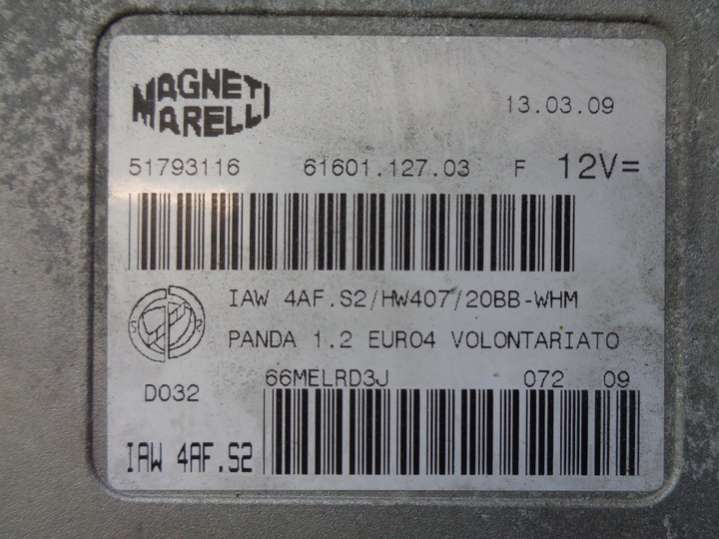 MAGNETI
MARELLI
13.03.09
51793116 61601.127.03 F 12V=
IAW 4AF.S2/HW407/20BB-WHM
S R
PANDA 1.2 EURO4 VOLONTARIATO
66MELRD3J 072 09
D032
IAW 4AF.S2